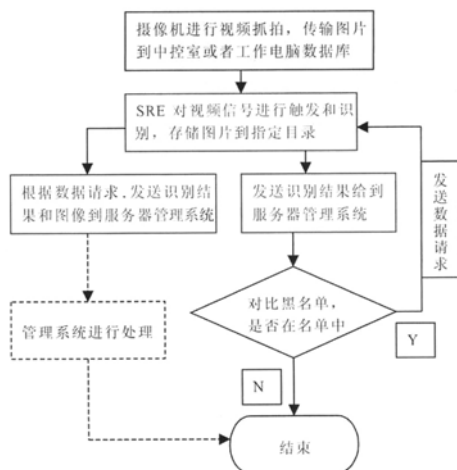 摄像机进行视频抓拍，传输图片
到中控室或者工作电脑数据库
SRE 对视频信号进行触发和识
别，存储图片到指定目录
根据数据请求.发送识别结
果和图像到服务器管理系统
发送识别结果给到
服务器管理系统
发送数据请求
对比黑名单，
是否在名单中
管理系统进行处理
Y
N
结束